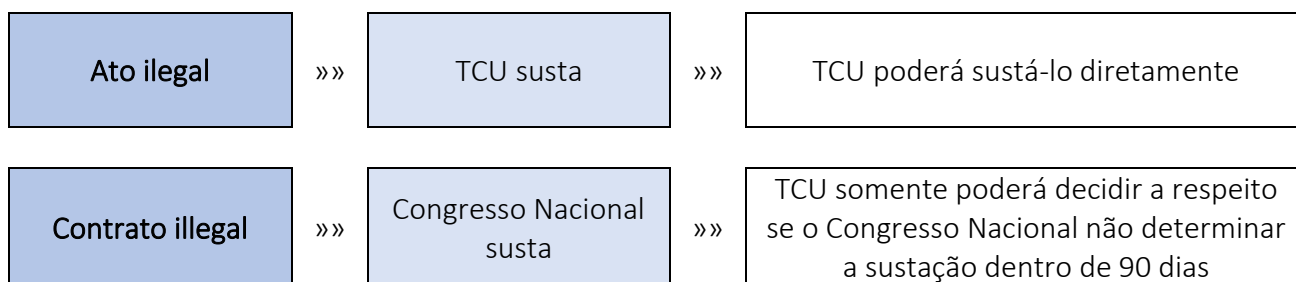 Ato ilegal »» TCU susta »» TCU poderá sustá-lo diretamente
Contrato illegal »» Congresso Nacional
susta »» TCU somente poderá decidir a respeito
se o Congresso Nacional não determinar
a sustação dentro de 90 dias